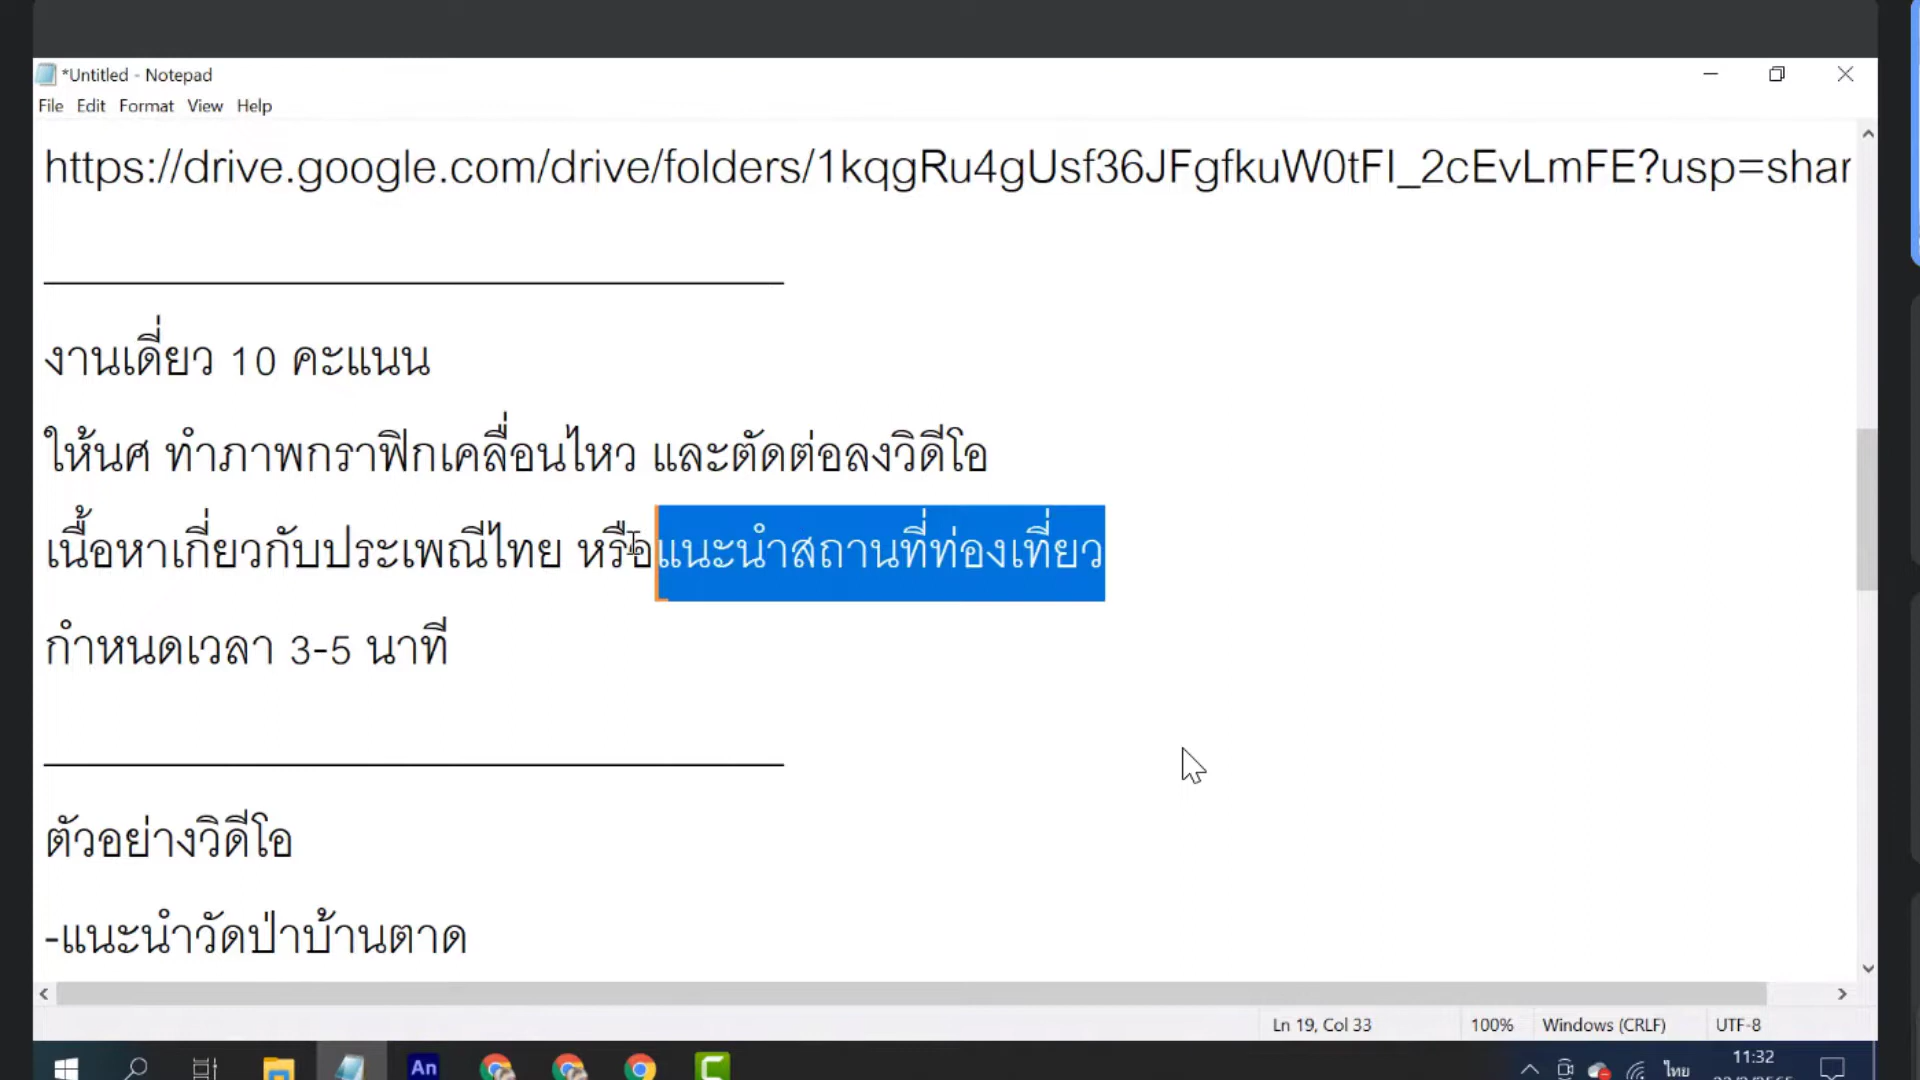 *Untitled - Notepad
File Edit Format View Help
https://drive.google.com/drive/folders/1kqgRu4gUsf36JFgfkuW0tFI_2cEvLmFE?usp=shar
งานเดี่ยว 10 คะแนน
ให้นศ ทำภาพกราฟิกเคลื่อนไหว และตัดต่อลงวิดีโอ
เนื้อหาเกี่ยวกับประเพณีไทย หรือแนะนำสถานที่ท่องเที่ยว
กำหนดเวลา 3-5 นาที
ตัวอย่างวิดีโอ
-แนะนำวัดป่าบ้านตาด
Ln 19, Col 33 100% Windows (CRLF) UTF-8
An ไทย 11:32